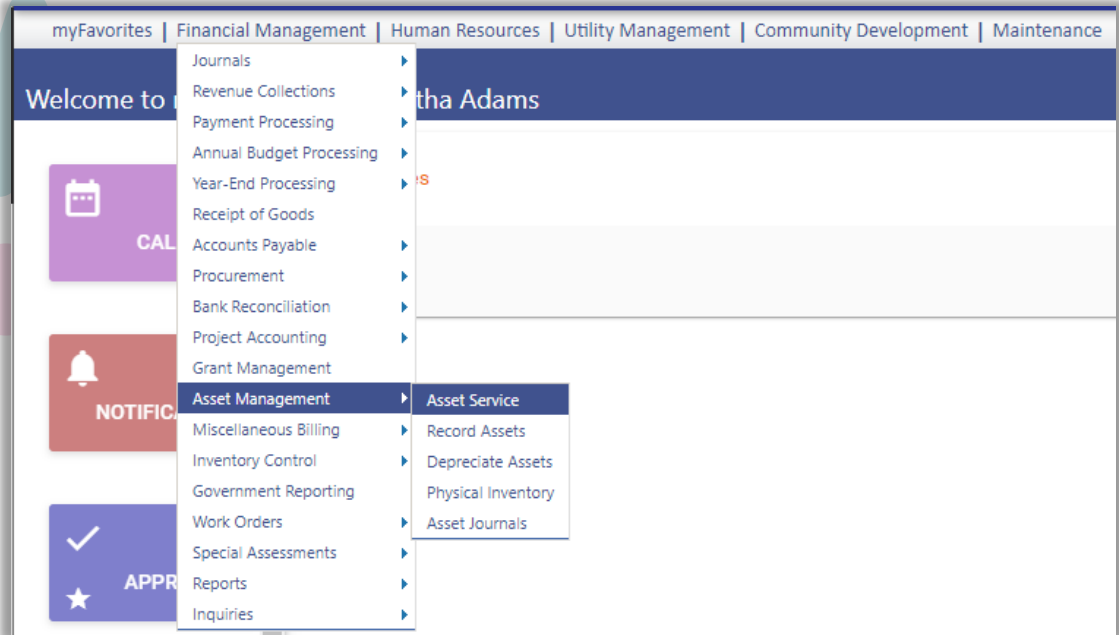 myFavorites | Financial Management | Human Resources | Utility Management | Community Development | Maintenance
Welcome to
tha Adams
Journals
Revenue Collections
Payment Processing
Annual Budget Processing
Year-End Processing
Receipt of Goods
Accounts Payable
Procurement
Bank Reconciliation
Project Accounting
Grant Management
Asset Management
Miscellaneous Billing
Inventory Control
Government Reporting
Work Orders
Special Assessments
Reports
Inquiries
Asset Service
Record Assets
Depreciate Assets
Physical Inventory
Asset Journals
es
CAL
NOTIFICA
APPR